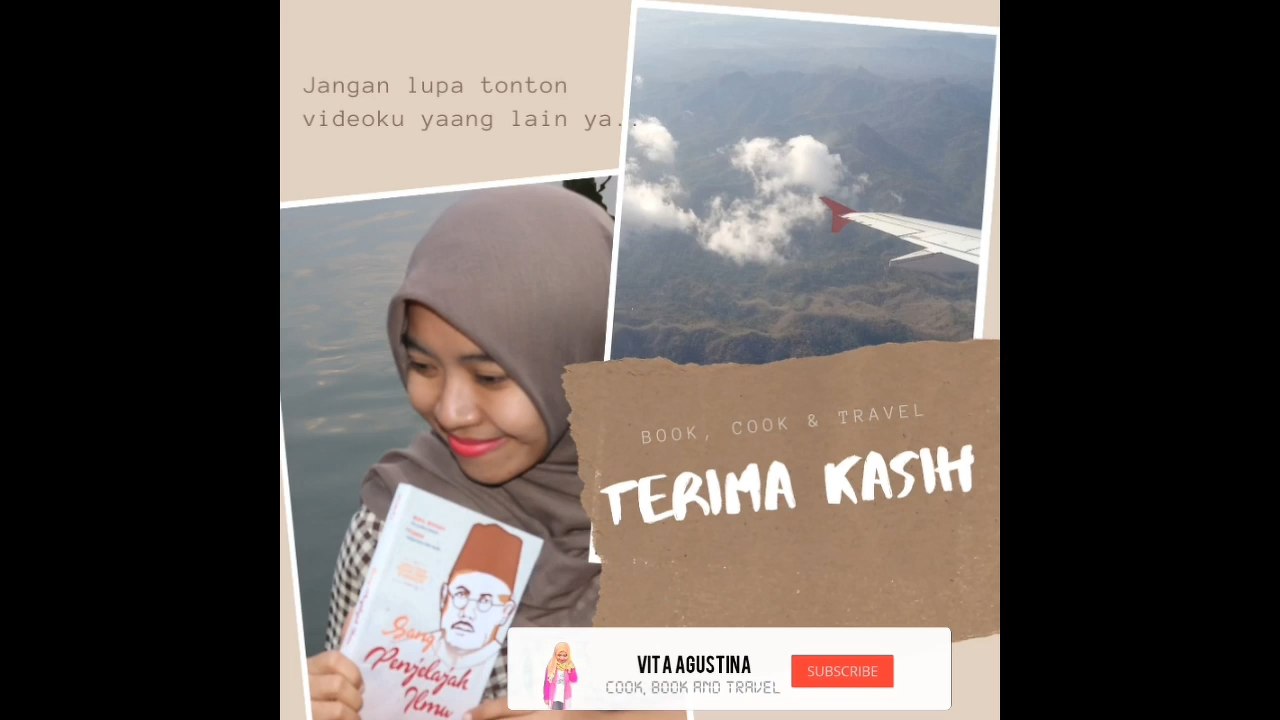 Jangan lupa tonton
videoku yaang lain ya..
BOOK, COOK & TRAVEL
TERIMA KASIH
Sang
Penjelajah
Ilmu
VITA AGUSTINA
COOK, BOOK AND TRAVEL
SUBSCRIBE